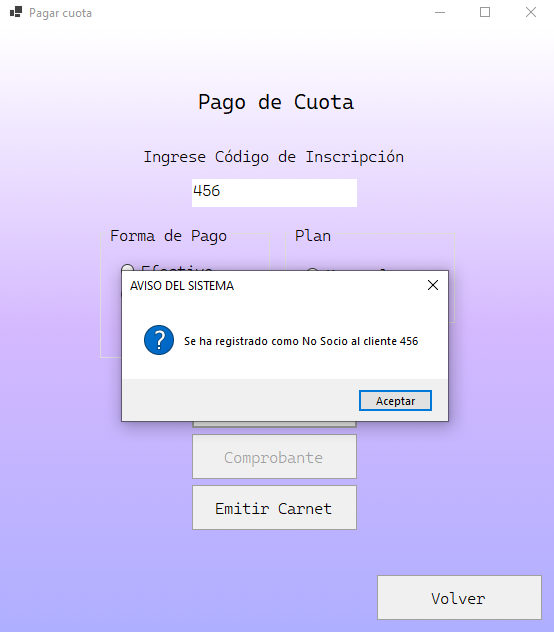 Pagar cuota
Pago de Cuota
Ingrese Código de Inscripción
456
Forma de Pago
Plan
Efectivo
AVISO DEL SISTEMA
Se ha registrado como No Socio al cliente 456
Aceptar
Comprobante
Emitir Carnet
Volver